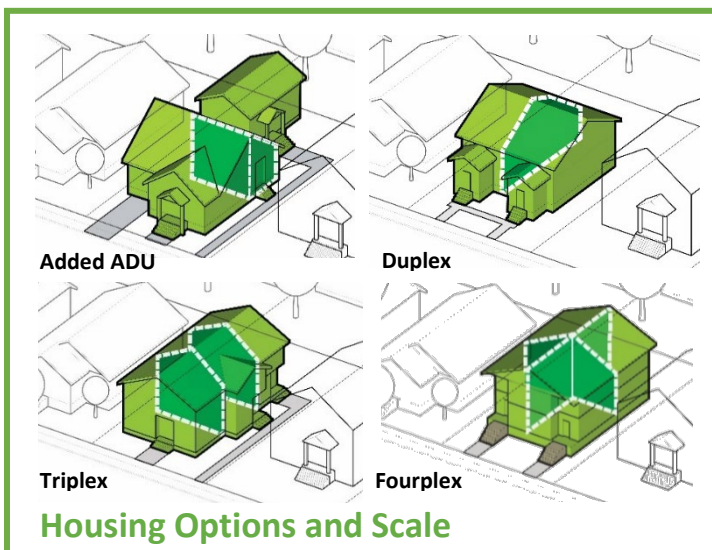 Added ADU
Duplex
Triplex
Fourplex
Housing Options and Scale